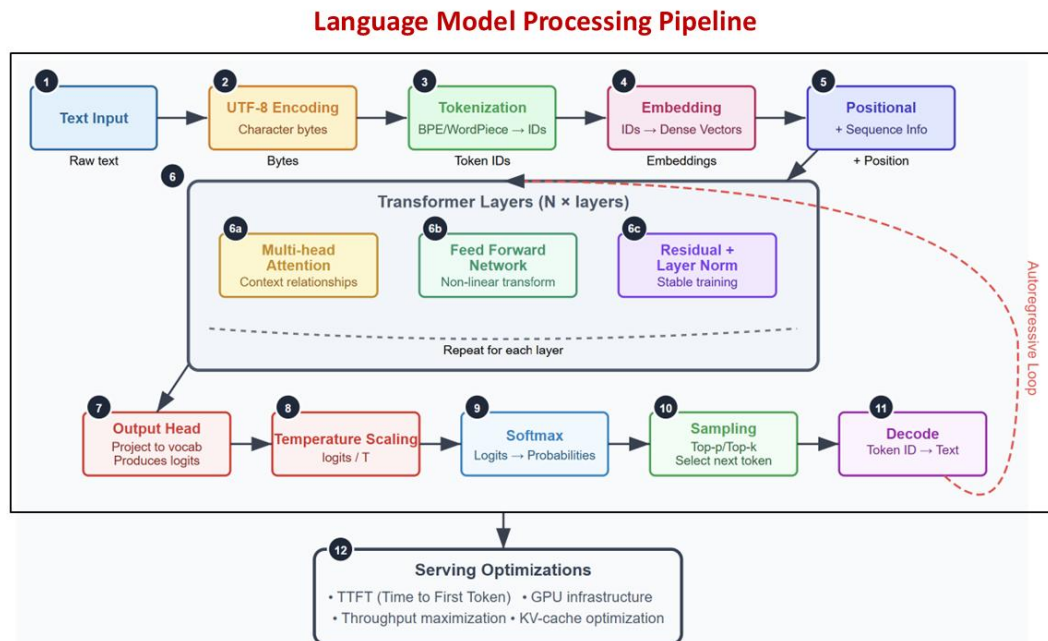 Language Model Processing Pipeline
1
Text Input
Raw text
2
UTF-8 Encoding
Character bytes
Bytes
3
Tokenization
BPE/WordPiece → IDs
Token IDs
4
Embedding
IDs → Dense Vectors
Embeddings
5
Positional
+ Sequence Info
+ Position
6
Transformer Layers (N × layers)
6a
Multi-head
Attention
Context relationships
6b
Feed Forward
Network
Non-linear transform
6c
Residual +
Layer Norm
Stable training
Repeat for each layer
Autoregressive Loop
7
Output Head
Project to vocab
Produces logits
8
Temperature Scaling
logits / T
9
Softmax
Logits → Probabilities
10
Sampling
Top-p/Top-k
Select next token
11
Decode
Token ID → Text
12
Serving Optimizations
• TTFT (Time to First Token) • GPU infrastructure
• Throughput maximization • KV-cache optimization